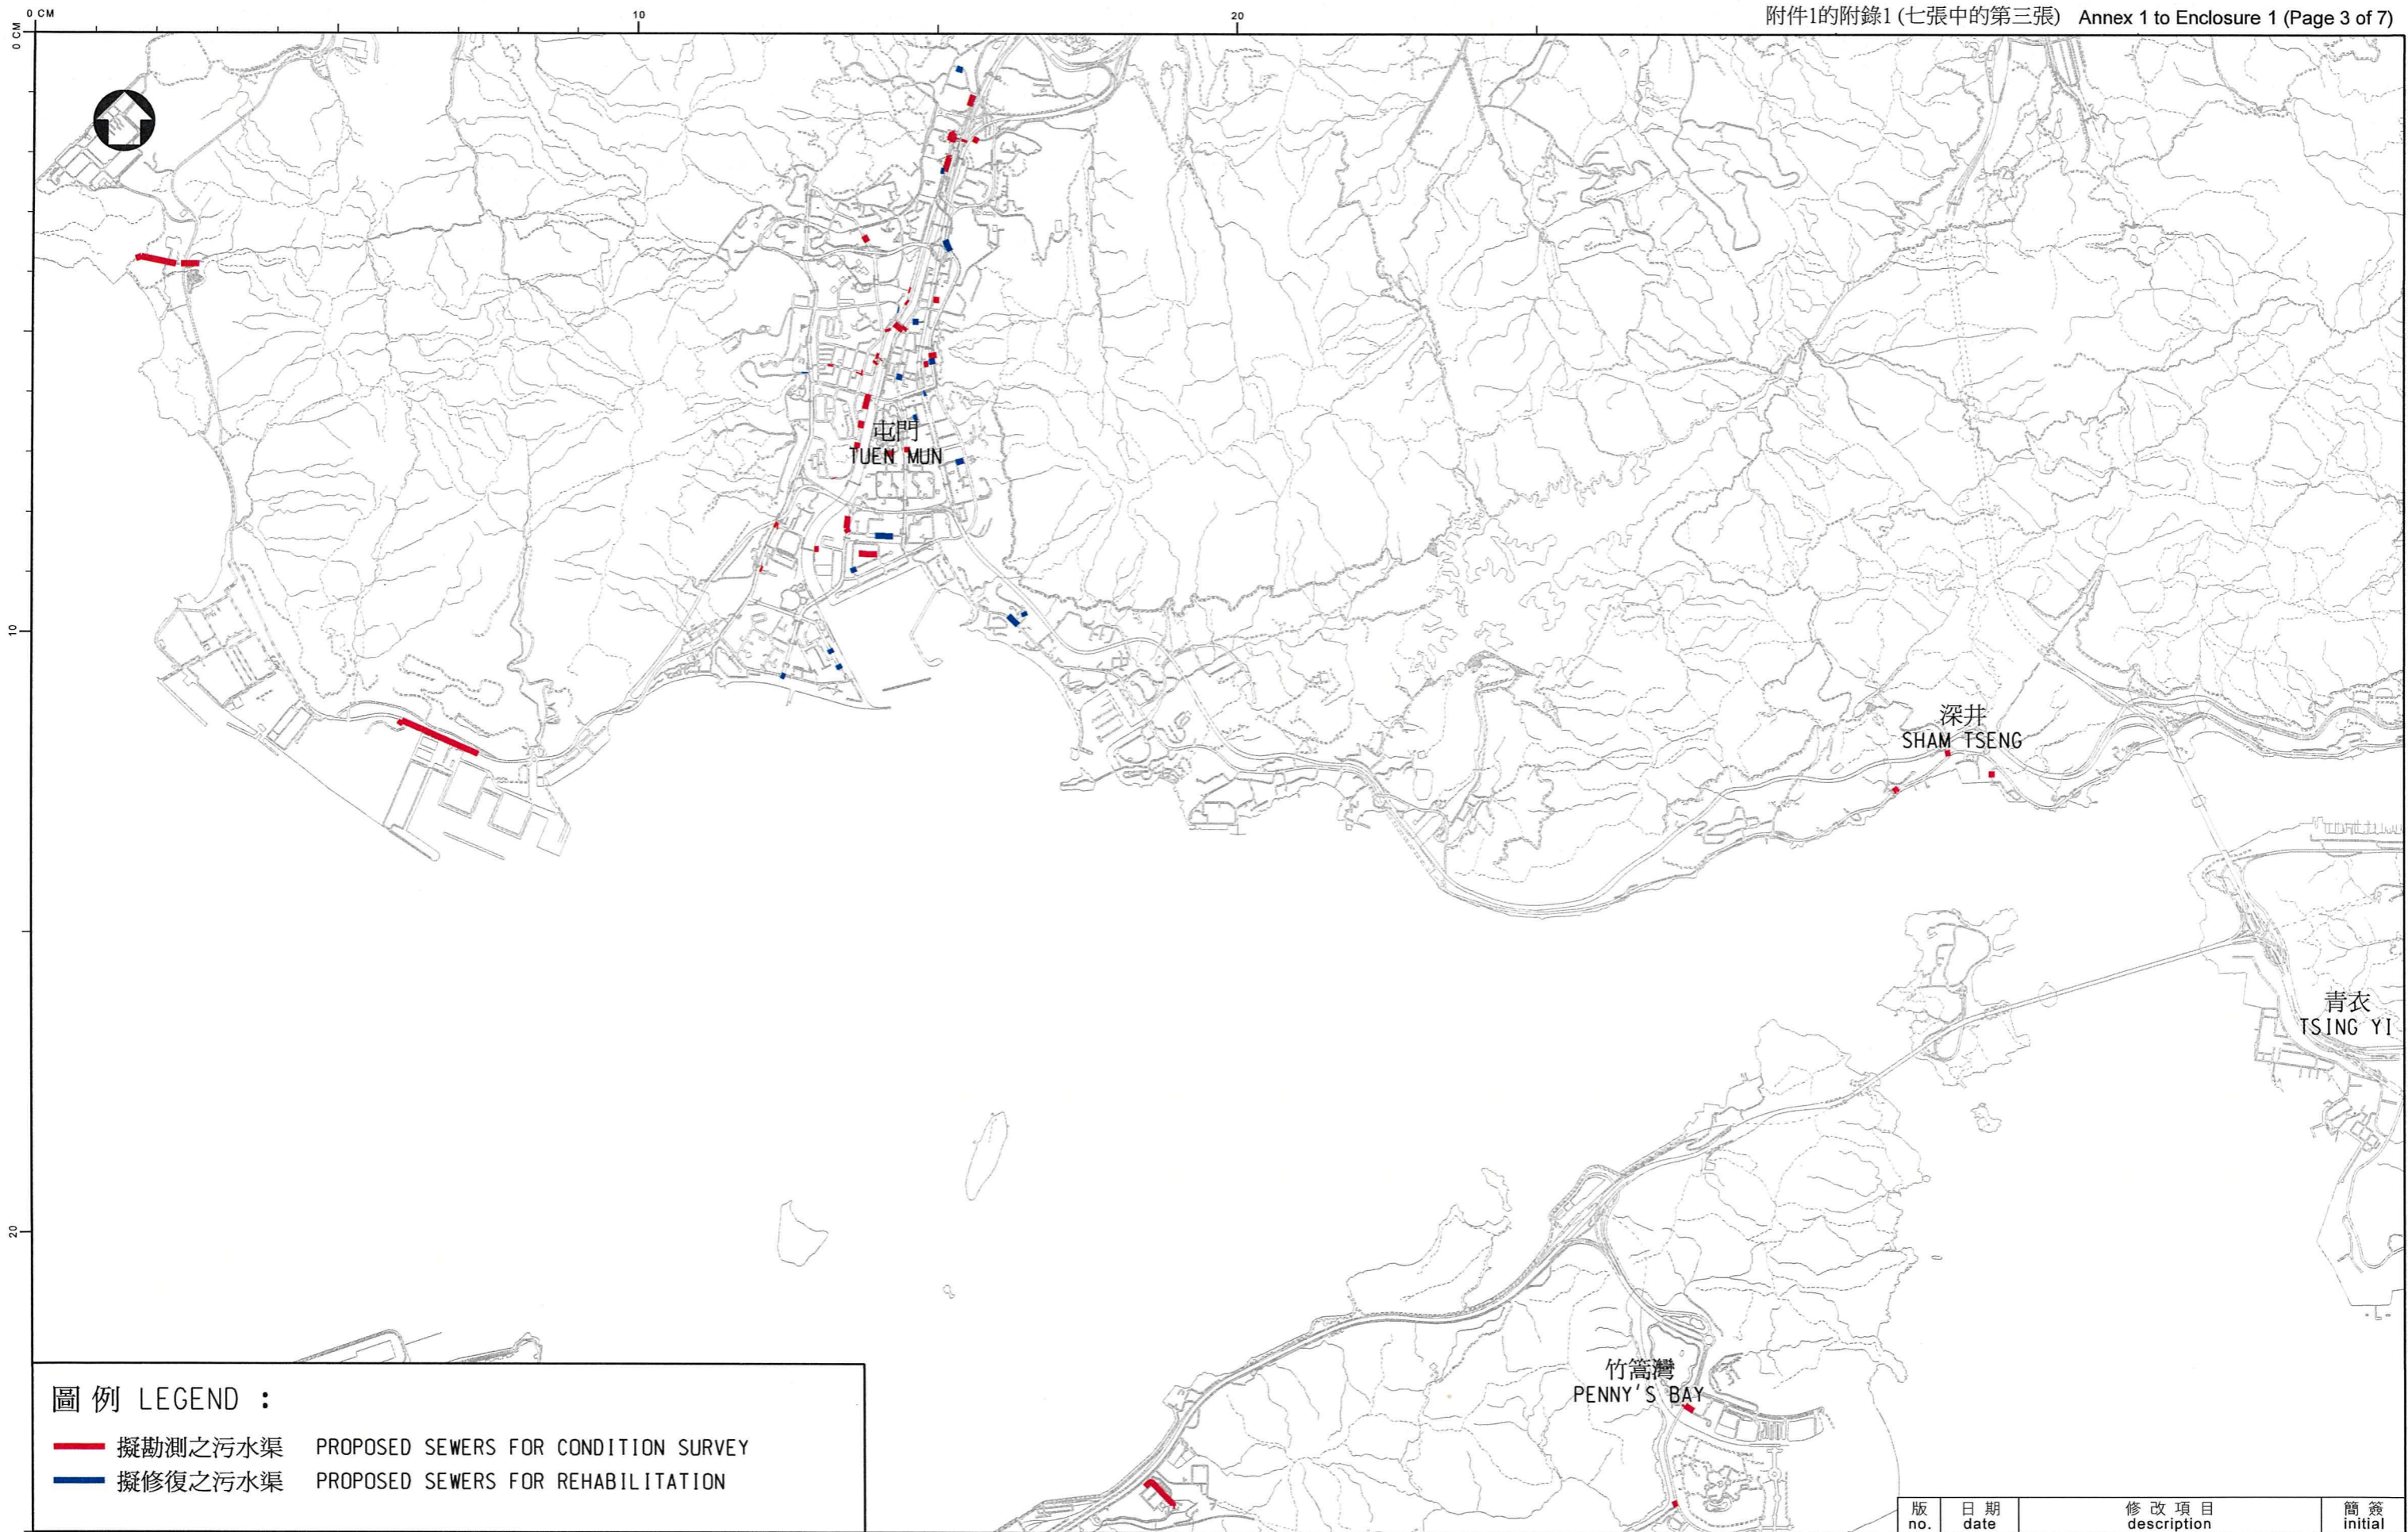 附件1的附錄1 (七張中的第三張) Annex 1 to Enclosure 1 (Page 3 of 7)
0 CM
10
20
0 CM
10
20
屯門
TUEN MUN
深井
SHAM TSENG
青衣
TSING YI
竹篙灣
PENNY'S BAY
圖例 LEGEND :
擬勘測之污水渠 PROPOSED SEWERS FOR CONDITION SURVEY
擬修復之污水渠 PROPOSED SEWERS FOR REHABILITATION
版 日期 修改項目 簡簽
no. date description initial